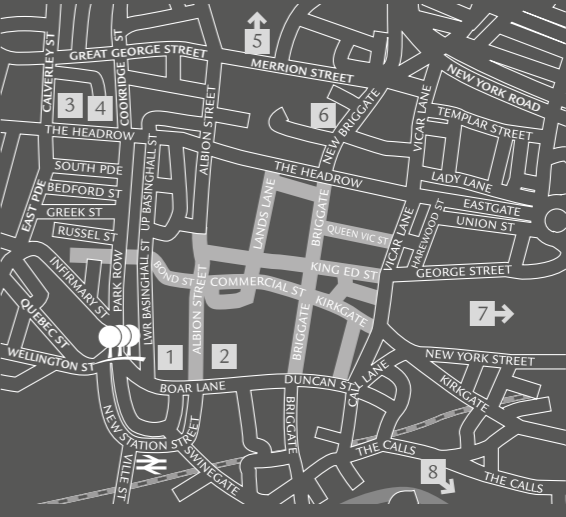 5
CALVERLEY ST
GREAT GEORGE STREET
COOKRIDGE ST
MERRION STREET
NEW YORK ROAD
3
4
6
ALBION STREET
NEW BRIGGATE
VICAR LANE
TEMPLAR STREET
THE HEADROW
THE HEADROW
SOUTH PDE
BEDFORD ST
GREEK ST
RUSSEL ST
EAST PDE
UP BASINGHALL ST
LANDS LANE
BRIGGATE
LADY LANE
EASTGATE
UNION ST
QUEEN VIC ST
VICAR LANE
HAREWOOD ST
GEORGE STREET
INFIRMARY ST
PARK ROW
LWR BASINGHALL ST
BOND ST
COMMERCIAL ST
KING ED ST
KIRKGATE
ALBION STREET
BRIGGATE
QUEBEC ST
7
WELLINGTON ST
1
2
NEW YORK STREET
BOAR LANE
DUNCAN ST
CALL LANE
KIRKGATE
NEW STATION STREET
BRIGGATE
THE CALLS
VILLE ST
SWINEGATE
8
THE CALLS